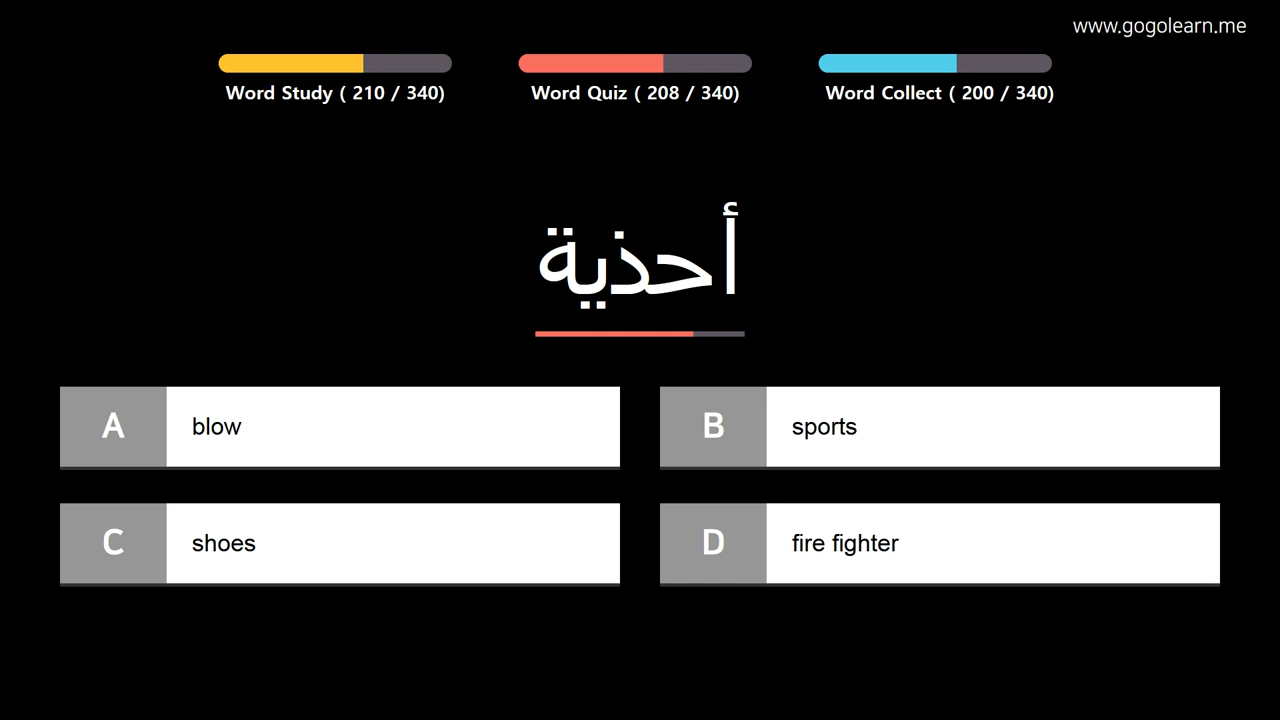 www.gogolearn.me
Word Study ( 210 / 340)
Word Quiz ( 208 / 340)
Word Collect ( 200 / 340)
أحذية
A blow
B sports
C shoes
D fire fighter